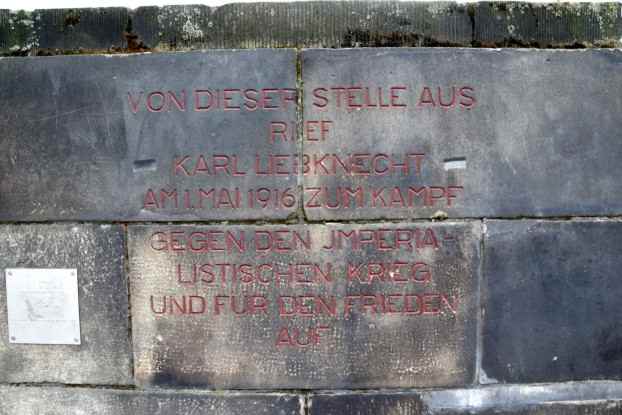 VON DIESER STELLE AUS
RIEF
KARL LIEBKNECHT
AM 1. MAI 1916 ZUM KAMPF
GEGEN DEN JMPERIA-
LISTISCHEN KRIEG
UND FÜR DEN FRIEDEN
AUF